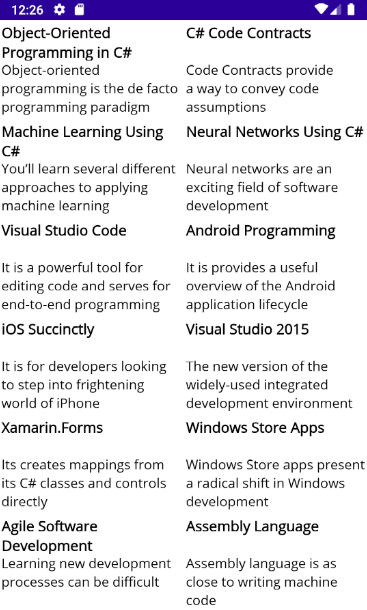 12:26
Object-Oriented
Programming in C#
Object-oriented
programming is the de facto
programming paradigm
C# Code Contracts
Code Contracts provide
a way to convey code
assumptions
Machine Learning Using
C#
You'll learn several different
approaches to applying
machine learning
Neural Networks Using C#
Neural networks are an
exciting field of software
development
Visual Studio Code
It is a powerful tool for
editing code and serves for
end-to-end programming
Android Programming
It is provides a useful
overview of the Android
application lifecycle
iOS Succinctly
It is for developers looking
to step into frightening
world of iPhone
Visual Studio 2015
The new version of the
widely-used integrated
development environment
Xamarin.Forms
Its creates mappings from
its C# classes and controls
directly
Windows Store Apps
Windows Store apps present
a radical shift in Windows
development
Agile Software
Development
Learning new development
processes can be difficult
Assembly Language
Assembly language is as
close to writing machine
code